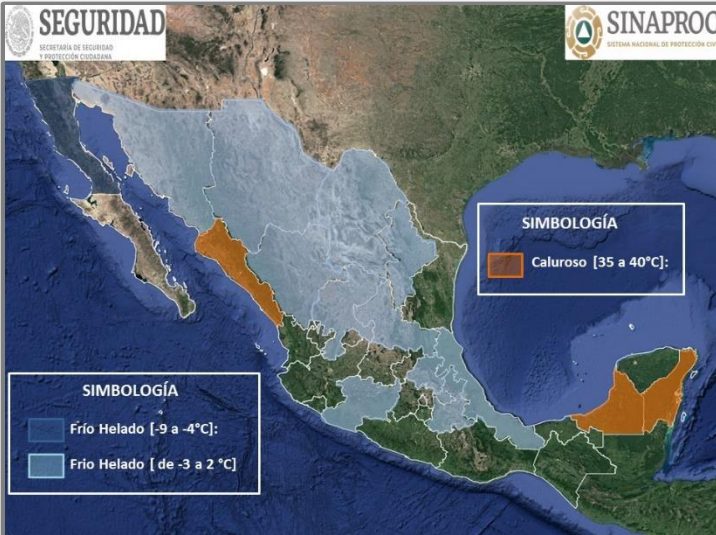 SEGURIDAD
SECRETARÍA DE SEGURIDAD
Y PROTECCIÓN CIUDADANA
SINAPROC
SISTEMA NACIONAL DE PROTECCIÓN CIV
SIMBOLOGÍA
Caluroso [35 a 40°C]:
SIMBOLOGÍA
Frío Helado [-9 a -4°C]:
Frio Helado [ de -3 a 2 °C]